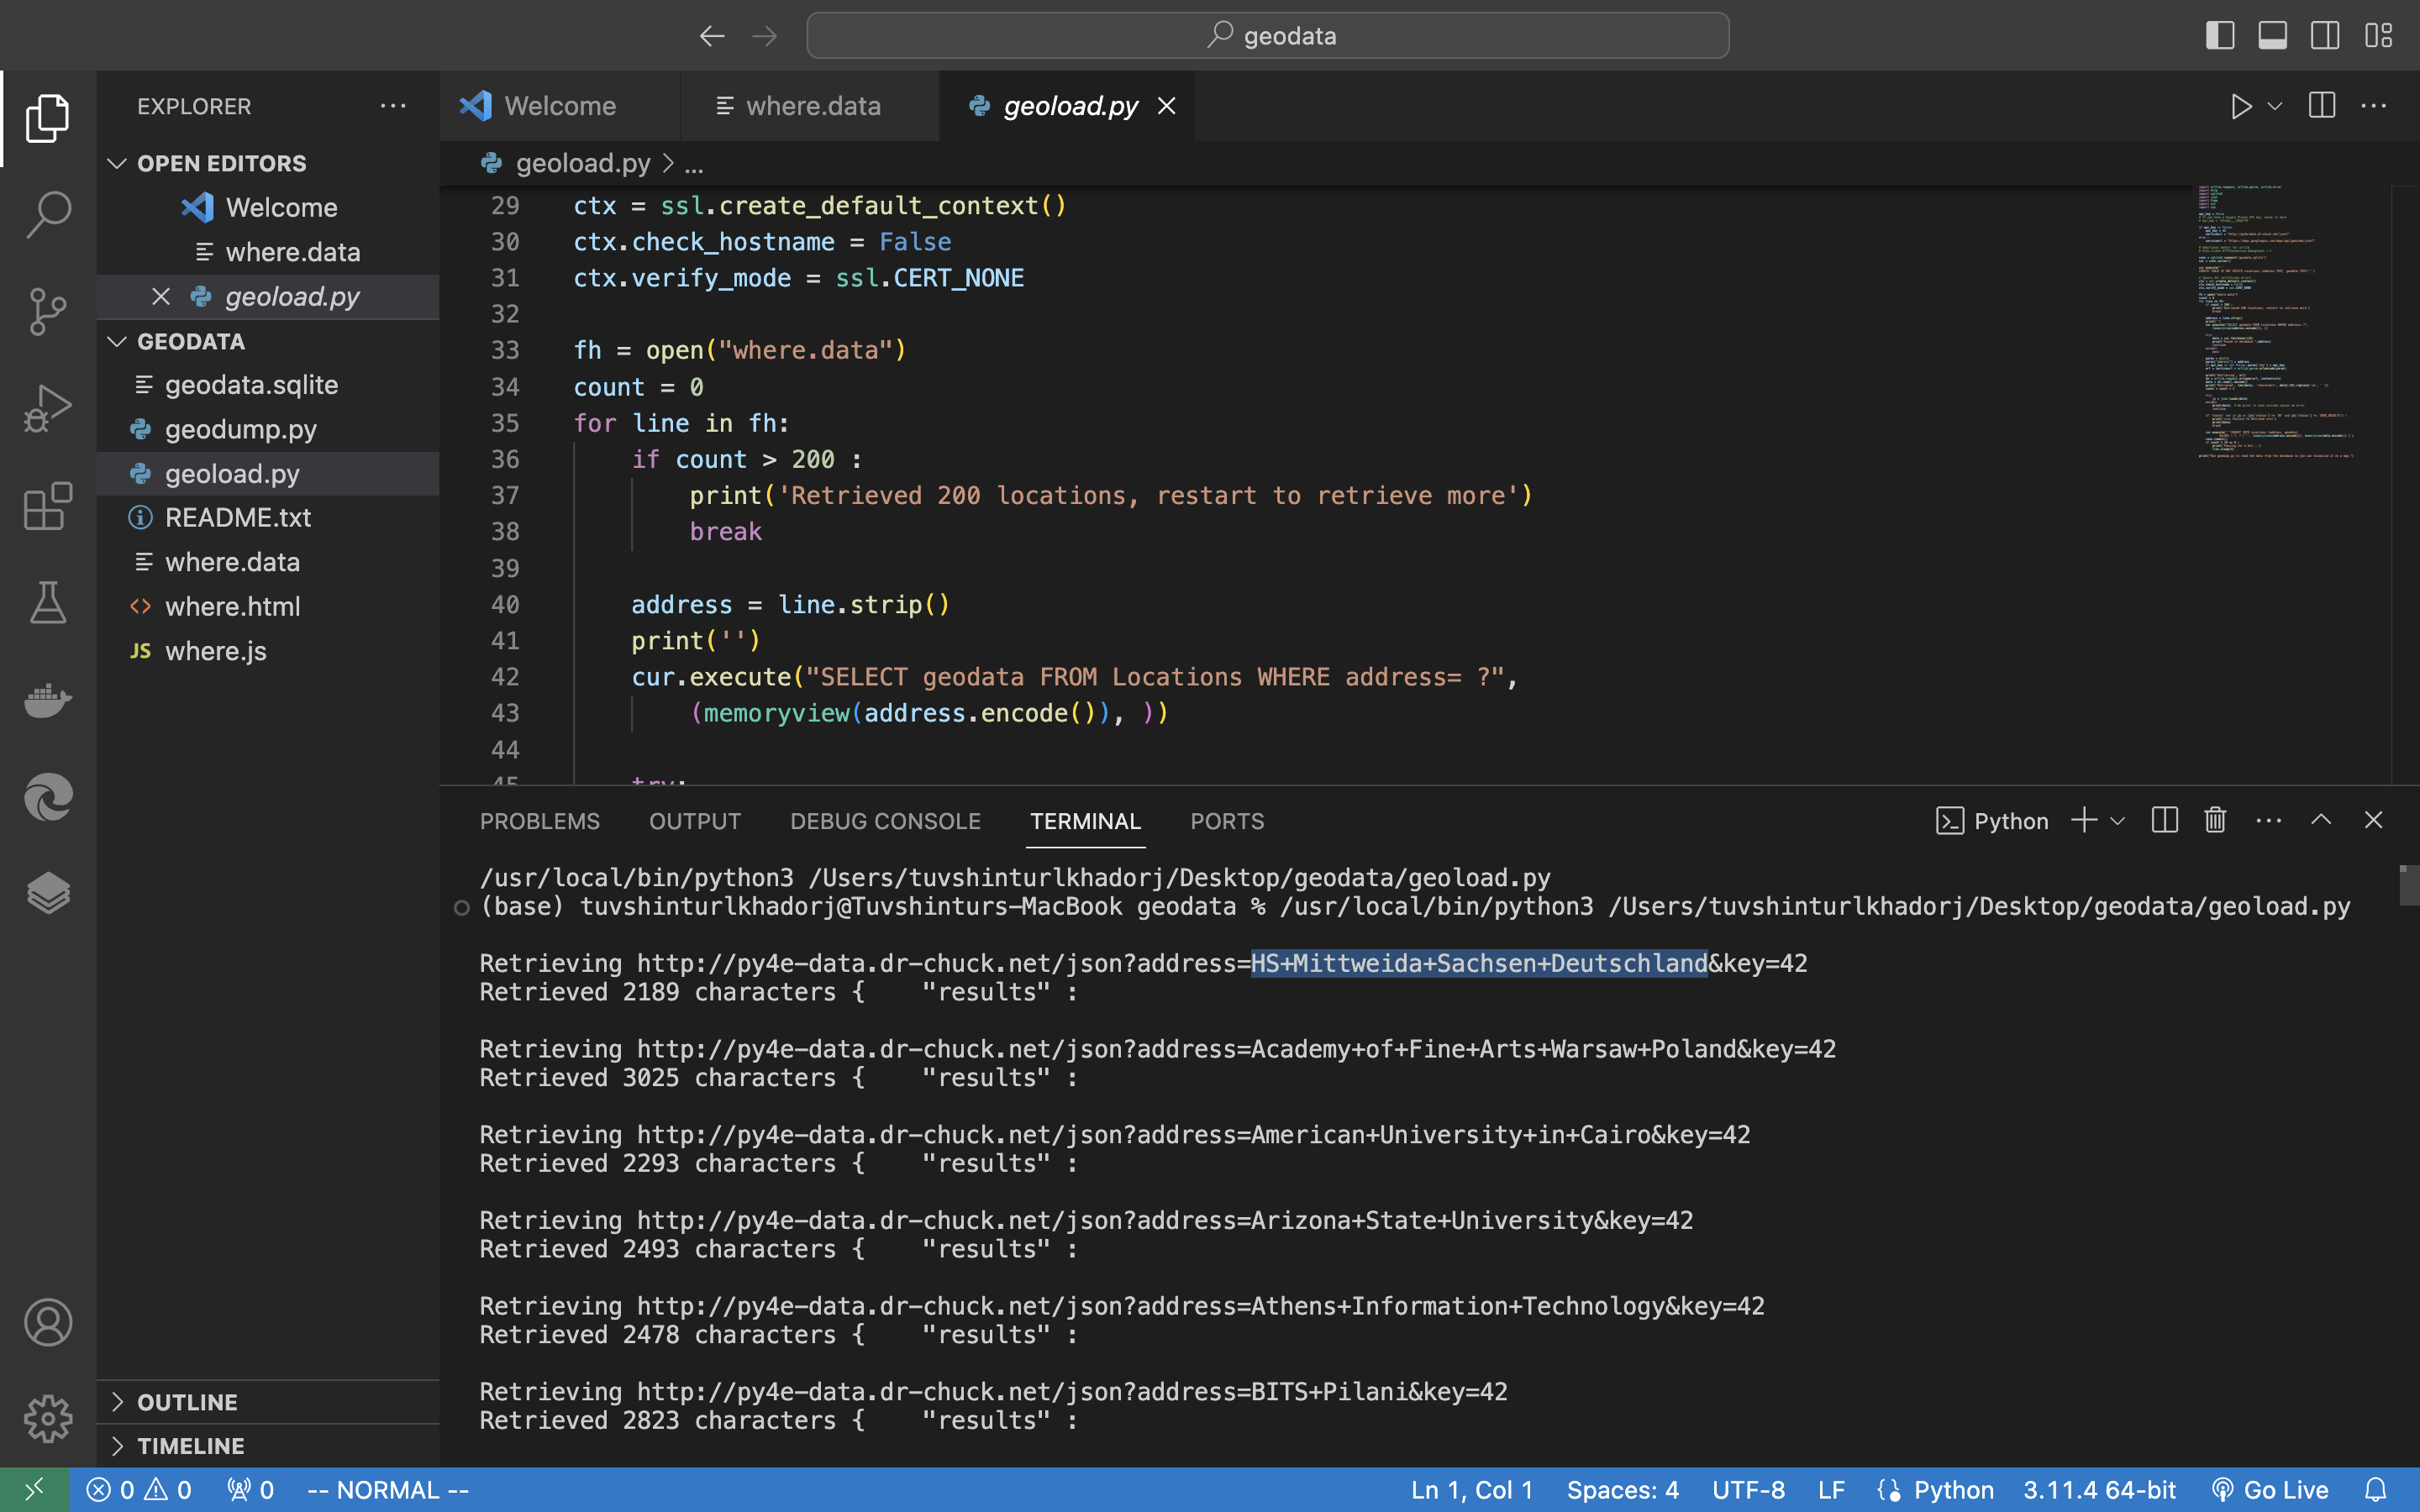 geodata
EXPLORER
OPEN EDITORS
Welcome
where.data
geoload.py
GEODATA
geodata.sqlite
geodump.py
geoload.py
README.txt
where.data
where.html
JS where.js
OUTLINE
TIMELINE
Welcome
where.data
geoload.py
geoload.py > ...
29 ctx = ssl.create_default_context()
30 ctx.check_hostname = False
31 ctx.verify_mode = ssl.CERT_NONE
32
33 fh = open("where.data")
34 count = 0
35 for line in fh:
36 if count > 200 :
37 print('Retrieved 200 locations, restart to retrieve more')
38 break
39
40 address = line.strip()
41 print('')
42 cur.execute("SELECT geodata FROM Locations WHERE address= ?",
43 (memoryview(address.encode()), ))
44
45 try:
PROBLEMS OUTPUT DEBUG CONSOLE TERMINAL PORTS
Python
/usr/local/bin/python3 /Users/tuvshinturlkhadorj/Desktop/geodata/geoload.py
(base) tuvshinturlkhadorj@Tuvshinturs-MacBook geodata % /usr/local/bin/python3 /Users/tuvshinturlkhadorj/Desktop/geodata/geoload.py
Retrieving http://py4e-data.dr-chuck.net/json?address=HS+Mittweida+Sachsen+Deutschland&key=42
Retrieved 2189 characters { "results" :
Retrieving http://py4e-data.dr-chuck.net/json?address=Academy+of+Fine+Arts+Warsaw+Poland&key=42
Retrieved 3025 characters { "results" :
Retrieving http://py4e-data.dr-chuck.net/json?address=American+University+in+Cairo&key=42
Retrieved 2293 characters { "results" :
Retrieving http://py4e-data.dr-chuck.net/json?address=Arizona+State+University&key=42
Retrieved 2493 characters { "results" :
Retrieving http://py4e-data.dr-chuck.net/json?address=Athens+Information+Technology&key=42
Retrieved 2478 characters { "results" :
Retrieving http://py4e-data.dr-chuck.net/json?address=BITS+Pilani&key=42
Retrieved 2823 characters { "results" :
0 0 0 -- NORMAL -- Ln 1, Col 1 Spaces: 4 UTF-8 LF Python 3.11.4 64-bit Go Live